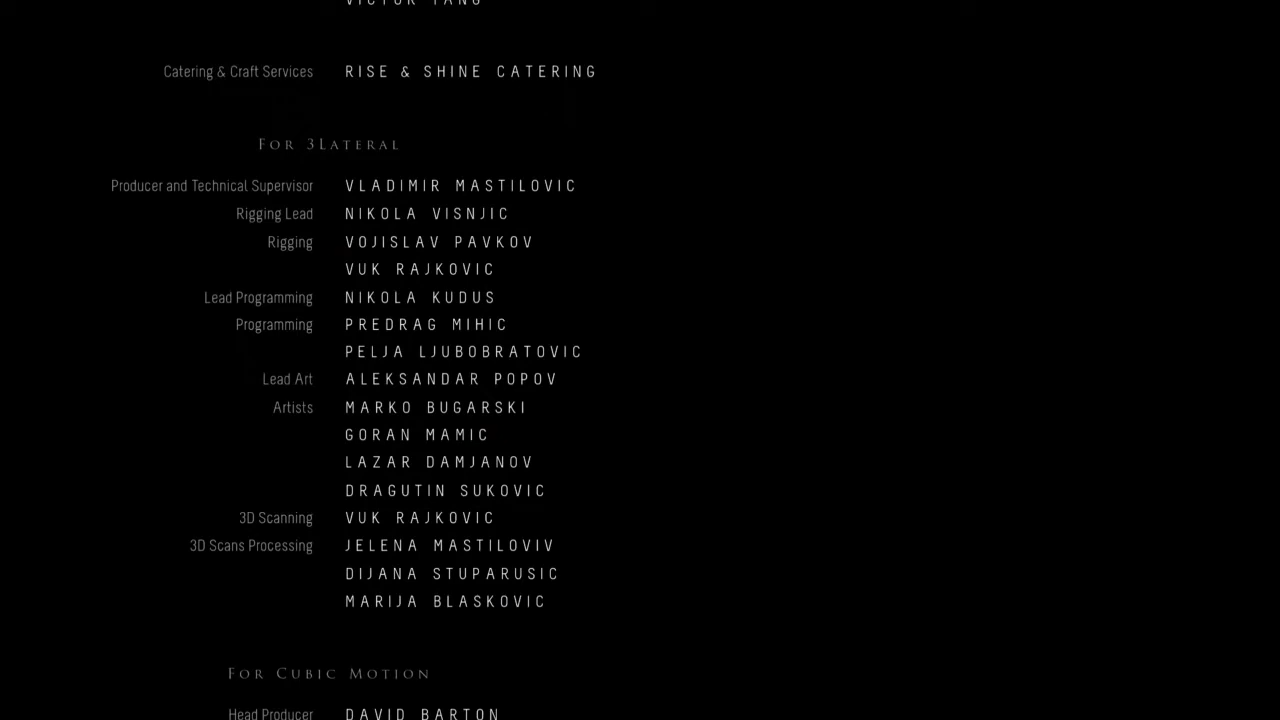 VICTOR YANG
Catering & Craft Services RISE & SHINE CATERING
FOR 3LATERAL
Producer and Technical Supervisor VLADIMIR MASTILOVIC
Rigging Lead NIKOLA VISNJIC
Rigging VOJISLAV PAVKOV
VUK RAJKOVIC
Lead Programming NIKOLA KUDUS
Programming PREDRAG MIHIC
PELJA LJUBOBRATOVIC
Lead Art ALEKSANDAR POPOV
Artists MARKO BUGARSKI
GORAN MAMIC
LAZAR DAMJANOV
DRAGUTIN SUKOVIC
3D Scanning VUK RAJKOVIC
3D Scans Processing JELENA MASTILOVIV
DIJANA STUPARUSIC
MARIJA BLASKOVIC
FOR CUBIC MOTION
Head Producer DAVID BARTON